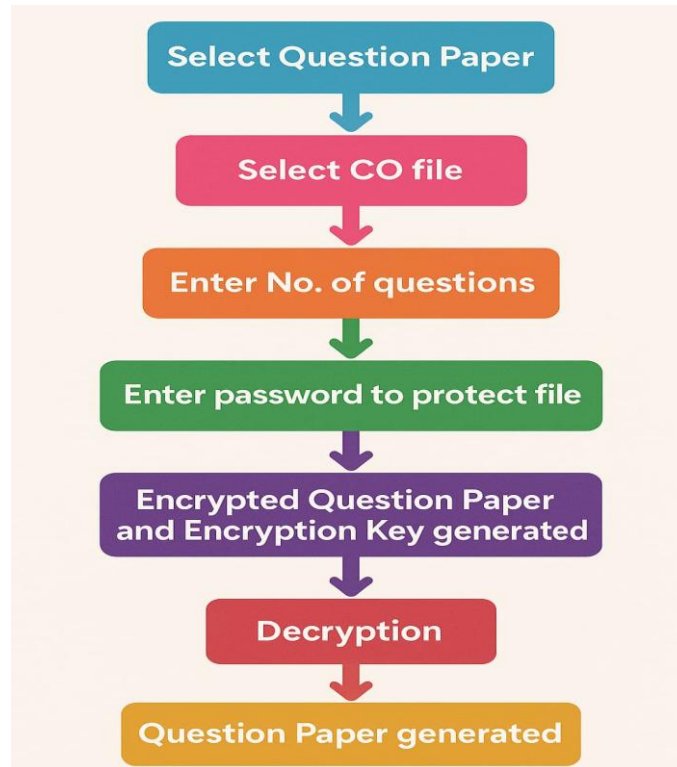 Select Question Paper
Select CO file
Enter No. of questions
Enter password to protect file
Encrypted Question Paper
and Encryption Key generated
Decryption
Question Paper generated